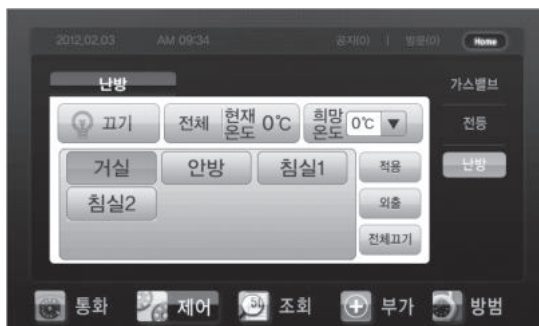 2012.02.03 AM 09:34 공지(0) | 방문(0) Home
난방 가스밸브
끄기 전체 현재온도 0℃ 희망온도 0℃ ▼ 전등
거실 안방 침실1 적용 난방
침실2 외출
전체끄기
통화 제어 조회 부가 방범